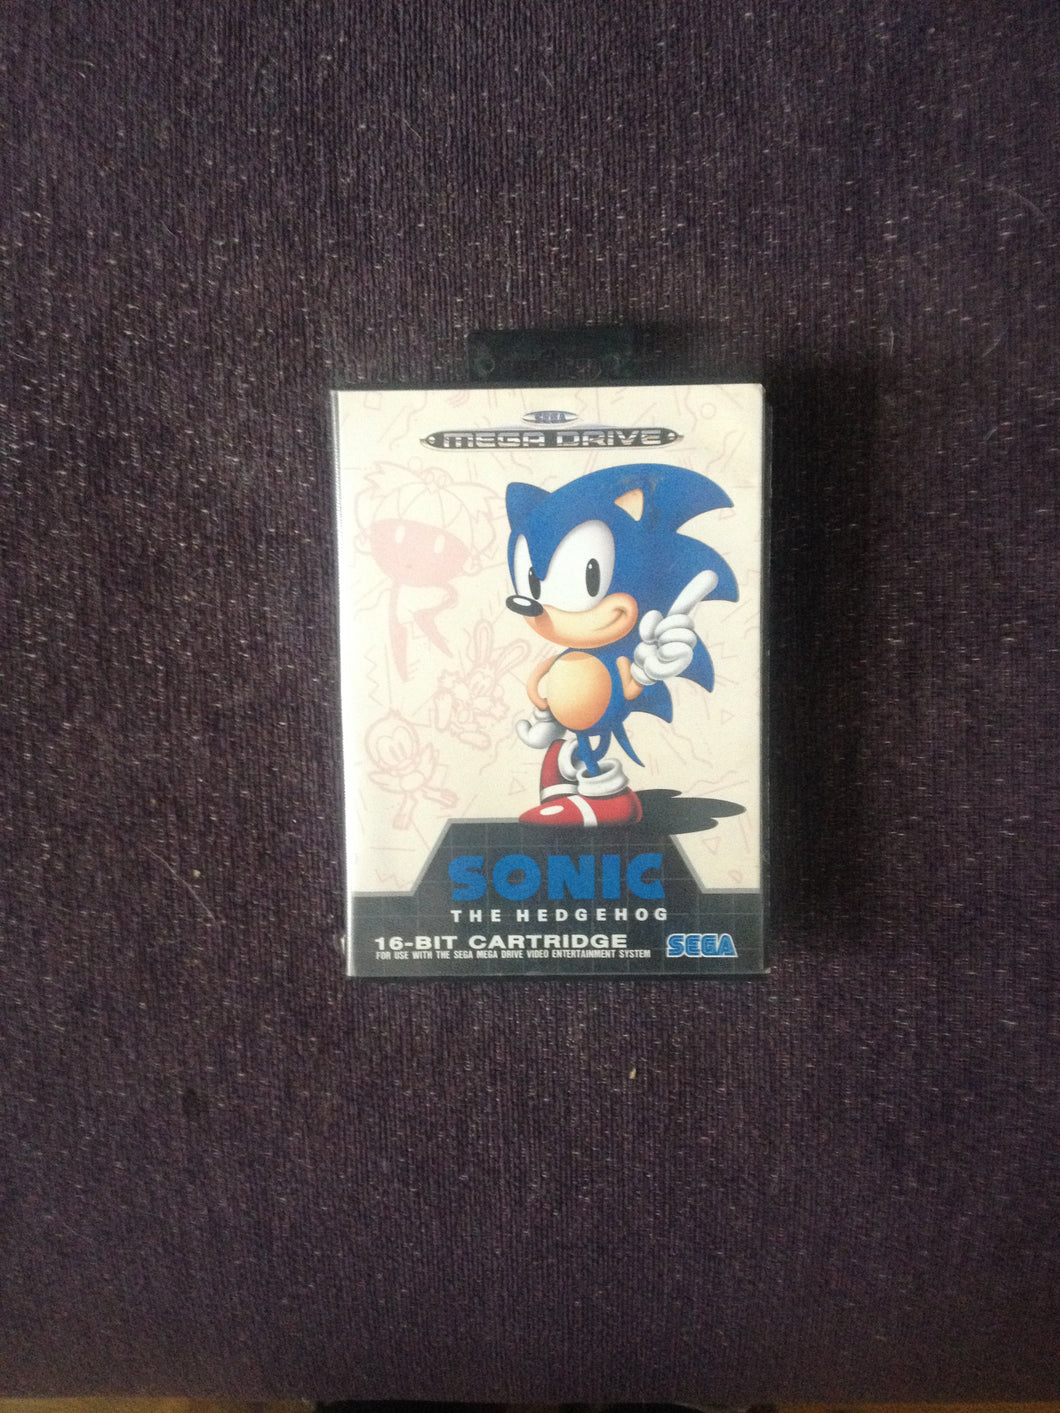 SEGA
MEGA DRIVE
SONIC
THE HEDGEHOG
16-BIT CARTRIDGE
FOR USE WITH THE SEGA MEGA DRIVE VIDEO ENTERTAINMENT SYSTEM
SEGA